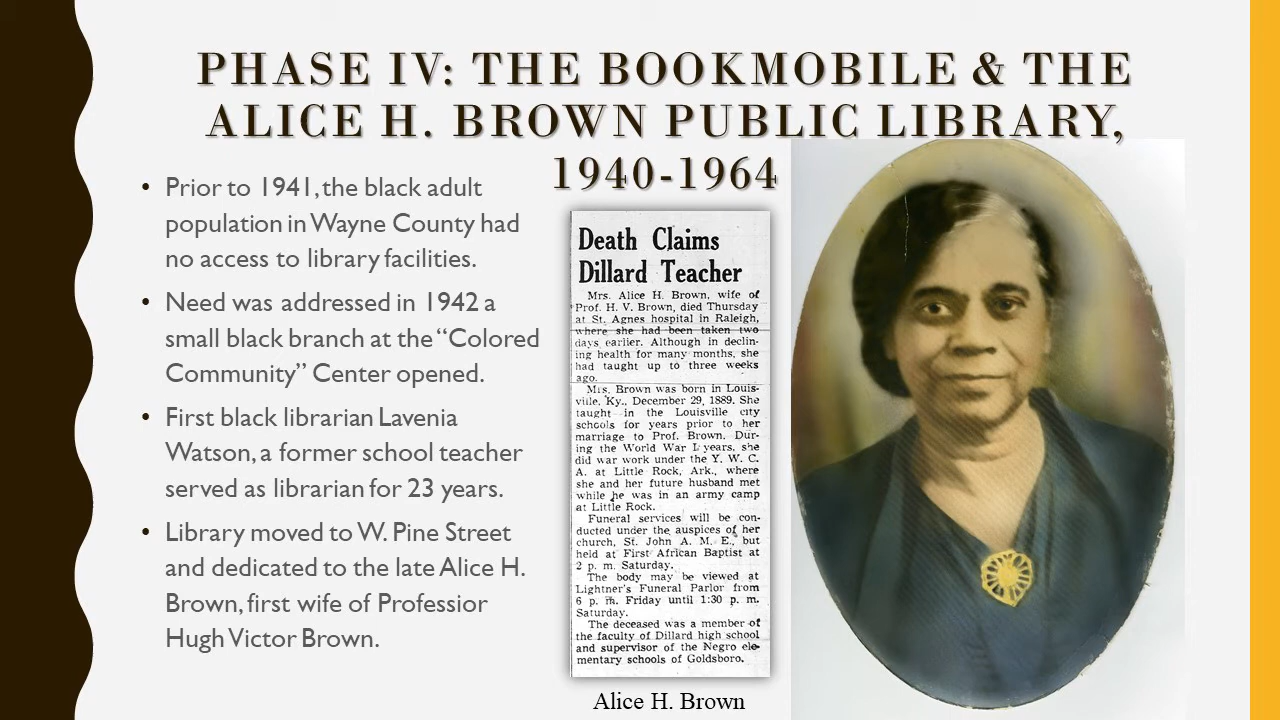 PHASE IV: THE BOOKMOBILE & THE
ALICE H. BROWN PUBLIC LIBRARY,
1940-1964
• Prior to 1941, the black adult
population in Wayne County had
no access to library facilities.
• Need was addressed in 1942 a
small black branch at the “Colored
Community” Center opened.
• First black librarian Lavenia
Watson, a former school teacher
served as librarian for 23 years.
• Library moved to W. Pine Street
and dedicated to the late Alice H.
Brown, first wife of Professior
Hugh Victor Brown.
Death Claims
Dillard Teacher
Mrs. Alice H. Brown, wife of
Prof. H. V. Brown, died Thursday
at St. Agnes hospital in Raleigh,
where she had been taken two
days earlier. Although in declin-
ing health for many months, she
had taught up to three weeks
ago.
Mrs. Brown was born in Louis-
ville, Ky., December 29, 1889. She
taught in the Louisville city
schools for years prior to her
marriage to Prof. Brown. Dur-
ing the World War I years, she
did war work under the Y. W. C.
A. at Little Rock, Ark., where
she and her future husband met
while he was in an army camp
at Little Rock.
Funeral services will be con-
ducted under the auspices of her
church, St. John A. M. E., but
held at First African Baptist at
2 p. m. Saturday.
The body may be viewed at
Lightner's Funeral Parlor from
6 p. m. Friday until 1:30 p. m.
Saturday.
The deceased was a member of
the faculty of Dillard high school
and supervisor of the Negro ele-
mentary schools of Goldsboro.
Alice H. Brown